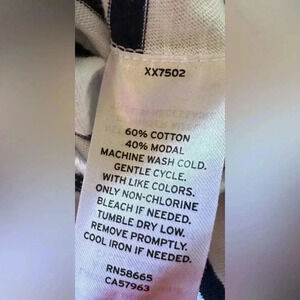 XX7502
60% COTTON
40% MODAL
MACHINE WASH COLD.
GENTLE CYCLE.
WITH LIKE COLORS.
ONLY NON-CHLORINE
BLEACH IF NEEDED.
TUMBLE DRY LOW.
REMOVE PROMPTLY.
COOL IRON IF NEEDED.
RN58665
CA57963